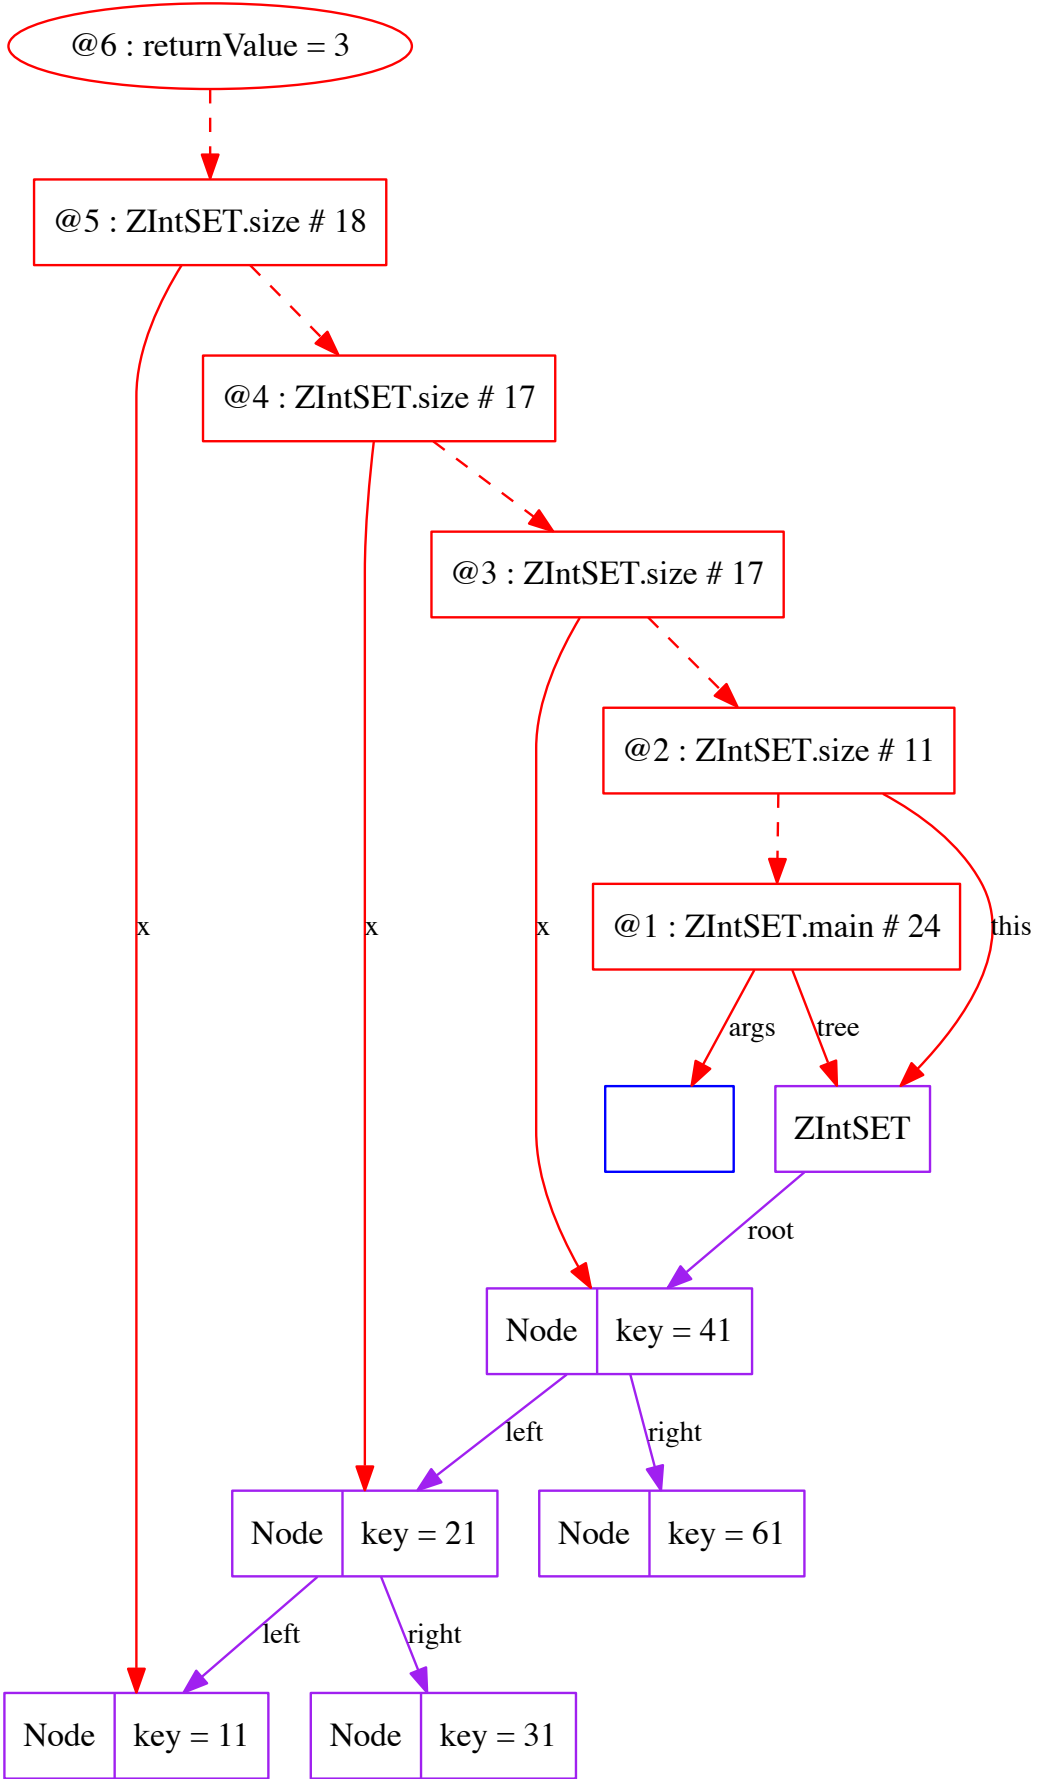 @6 : returnValue = 3
@5 : ZIntSET.size # 18
@4 : ZIntSET.size # 17
@3 : ZIntSET.size # 17
@2 : ZIntSET.size # 11
x
x
x
@1 : ZIntSET.main # 24
this
args
tree
ZIntSET
root
Node
key = 41
left
right
Node
key = 21
Node
key = 61
left
right
Node
key = 11
Node
key = 31